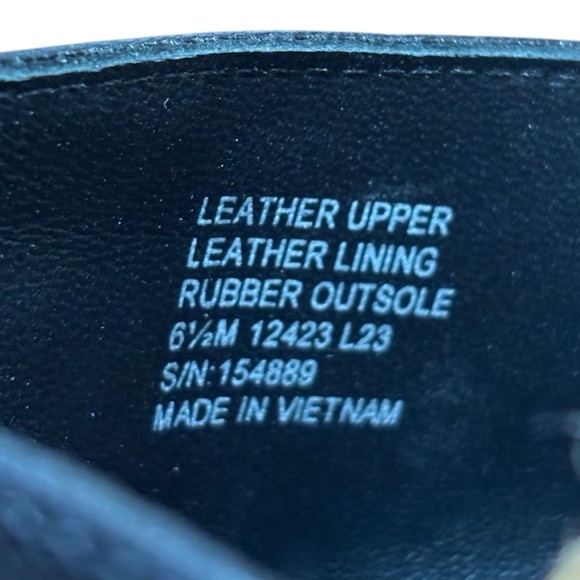 LEATHER UPPER
LEATHER LINING
RUBBER OUTSOLE
6½M 12423 L23
S/N:154889
MADE IN VIETNAM